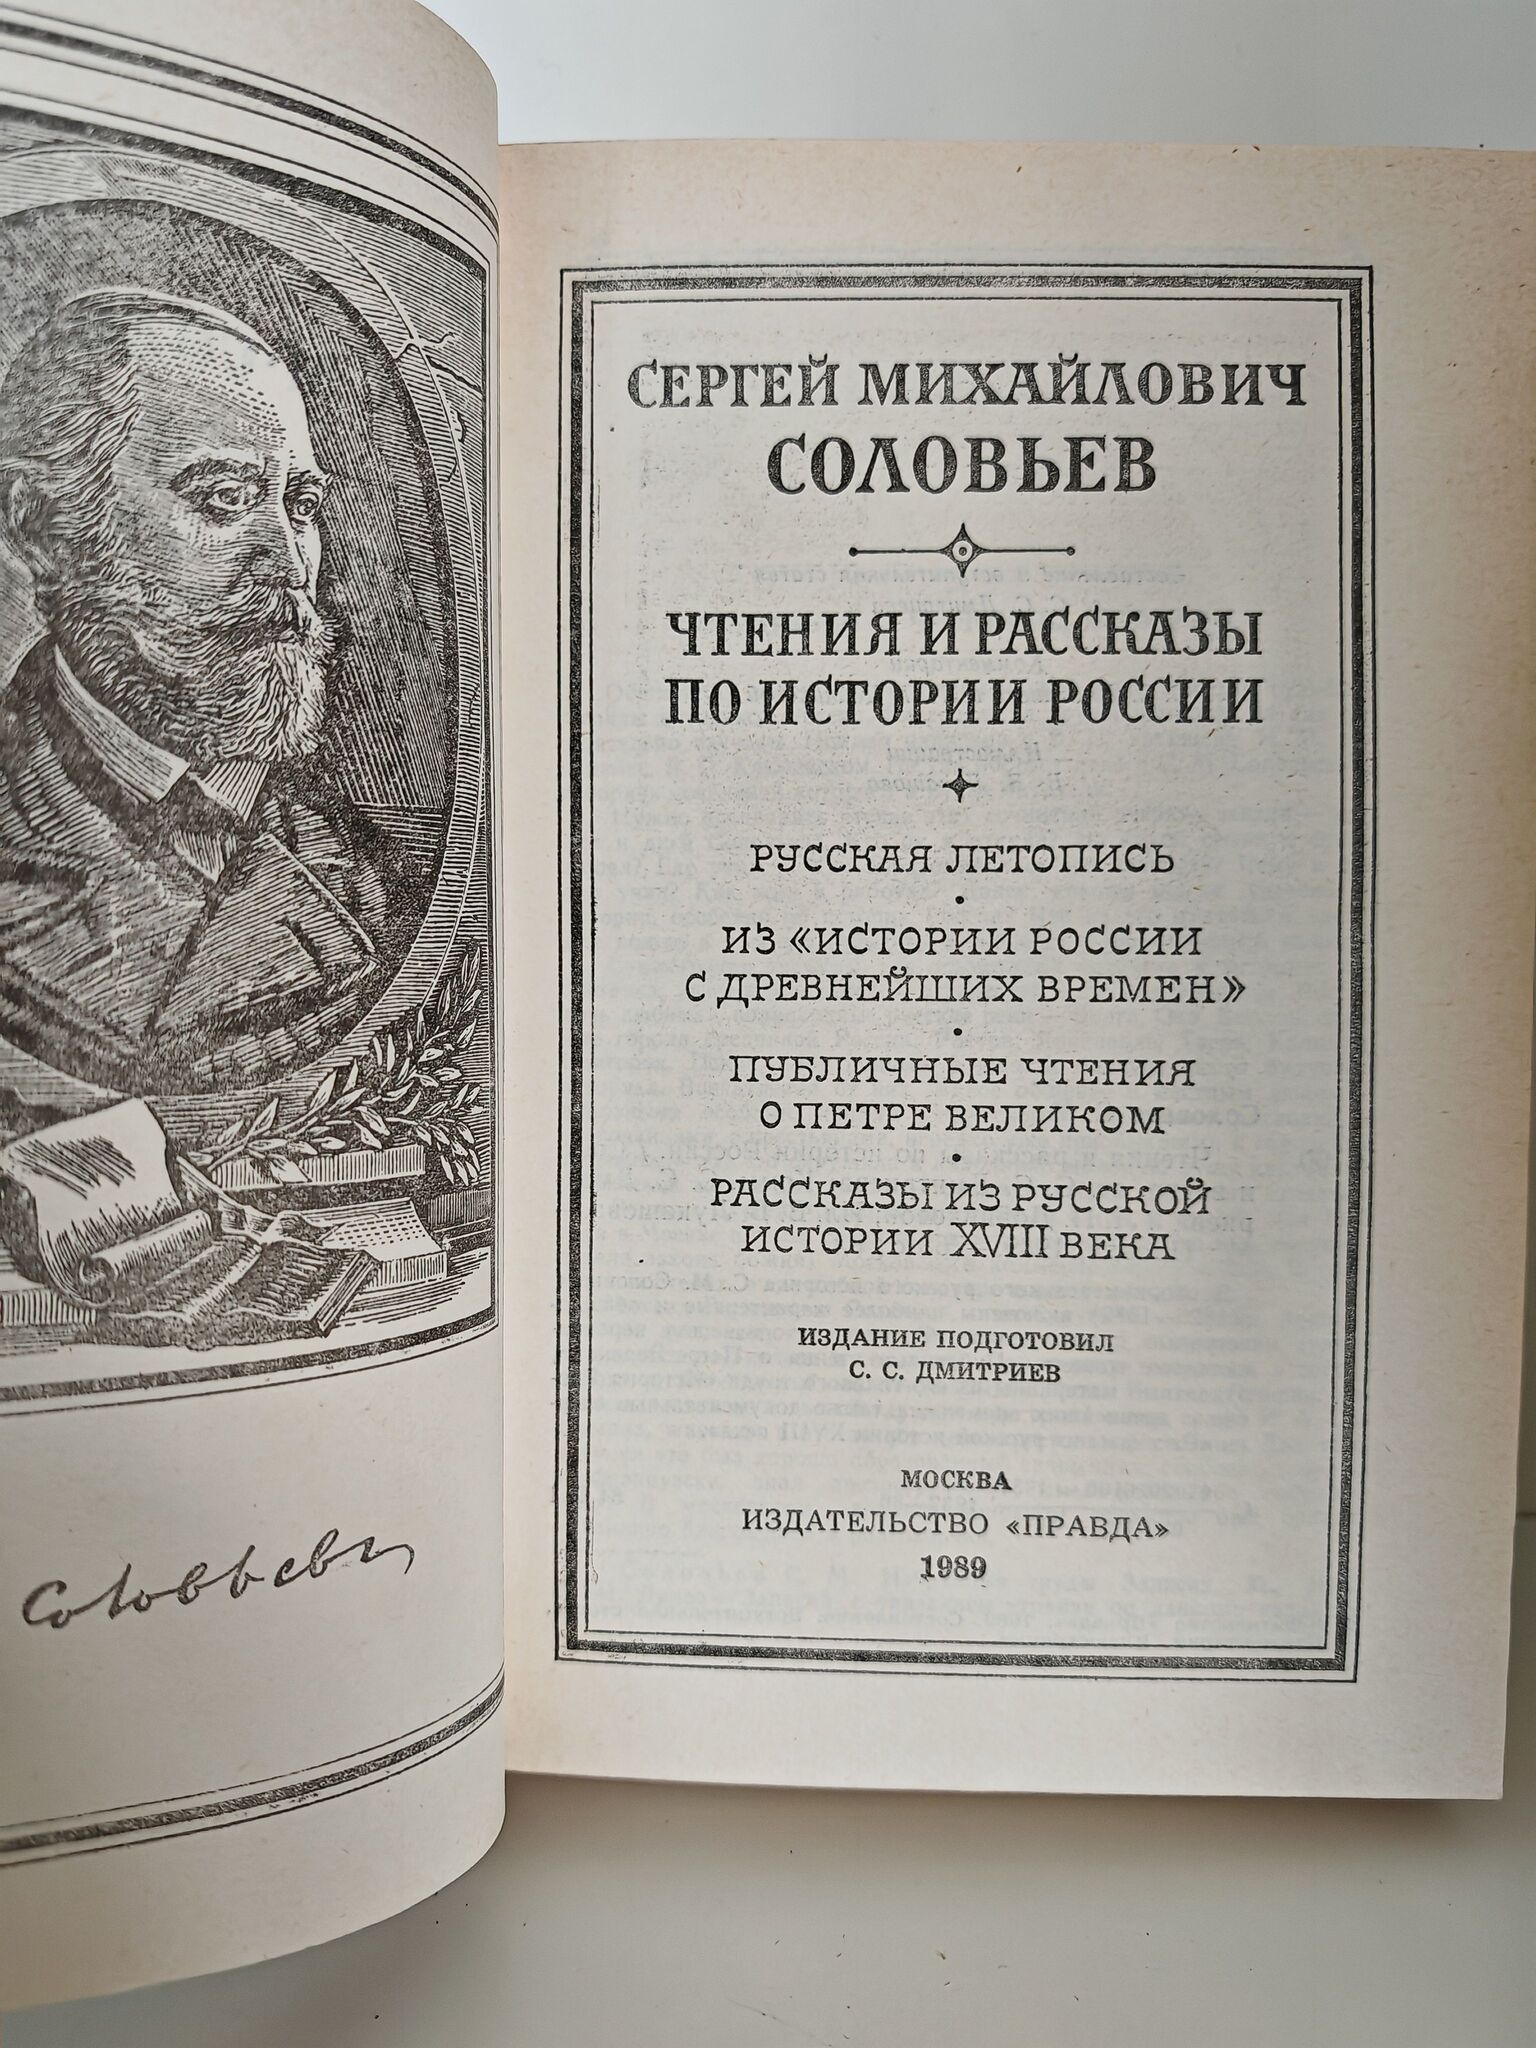 СЕРГЕЙ МИХАЙЛОВИЧ
СОЛОВЬЕВ
ЧТЕНИЯ И РАССКАЗЫ
ПО ИСТОРИИ РОССИИ
РУССКАЯ ЛЕТОПИСЬ
•
ИЗ «ИСТОРИИ РОССИИ
С ДРЕВНЕЙШИХ ВРЕМЕН»
•
ПУБЛИЧНЫЕ ЧТЕНИЯ
О ПЕТРЕ ВЕЛИКОМ
•
РАССКАЗЫ ИЗ РУССКОЙ
ИСТОРИИ XVIII ВЕКА
ИЗДАНИЕ ПОДГОТОВИЛ
С. С. ДМИТРИЕВ
МОСКВА
ИЗДАТЕЛЬСТВО «ПРАВДА»
1989
Соловьев